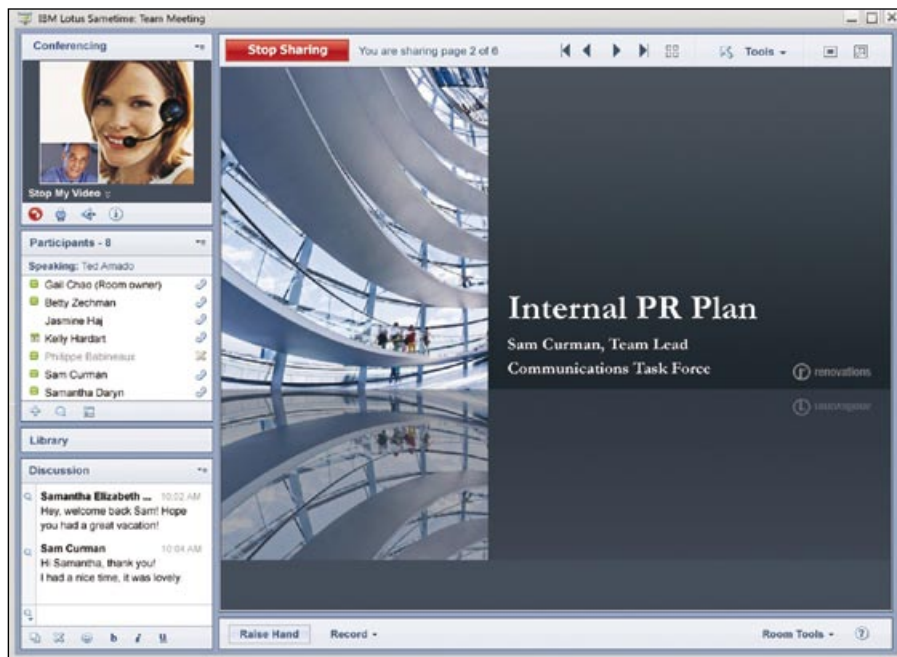 IBM Lotus Sametime: Team Meeting
Conferencing
Stop My Video
Participants - 8
Speaking: Ted Amado
Gail Chao (Room owner)
Betty Zechman
Jasmine Haj
Kelly Hardart
Philippe Babineaux
Sam Curman
Samantha Daryn
Library
Discussion
Samantha Elizabeth ... 10:02 AM
Hey, welcome back Sam! Hope
you had a great vacation!
Sam Curman 10:04 AM
Hi Samantha, thank you!
I had a nice time, it was lovely
b i u
Stop Sharing You are sharing page 2 of 6 Tools
Internal PR Plan
Sam Curman, Team Lead
Communications Task Force
r renovations
Raise Hand Record Room Tools ?